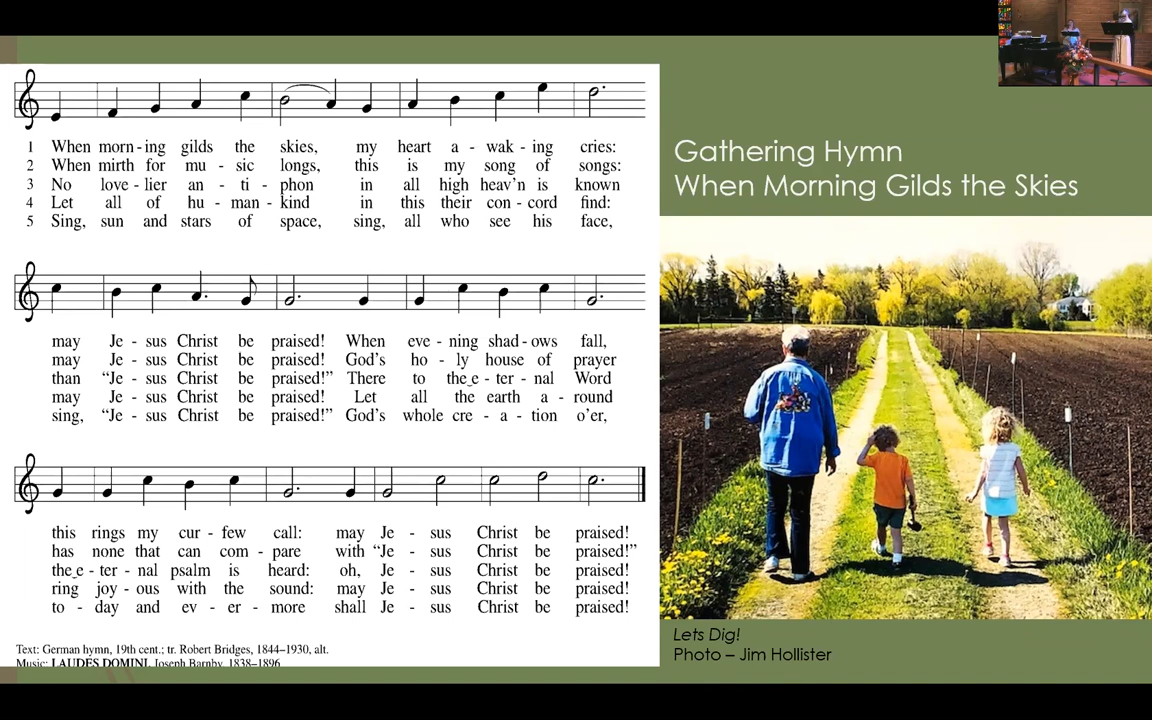 1 When morn - ing gilds the skies, my heart a - wak - ing cries:
2 When mirth for mu - sic longs, this is my song of songs:
3 No love - lier an - ti - phon in all high heav'n is known
4 Let all of hu - man - kind in this their con - cord find:
5 Sing, sun and stars of space, sing, all who see his face,
may Je - sus Christ be praised! When eve - ning shad - ows fall,
may Je - sus Christ be praised! God's ho - ly house of prayer
than “Je - sus Christ be praised!” There to the e - ter - nal Word
may Je - sus Christ be praised! Let all the earth a - round
sing, “Je - sus Christ be praised!” God's whole cre - a - tion o'er,
this rings my cur - few call: may Je - sus Christ be praised!
has none that can com - pare with “Je - sus Christ be praised!”
the e - ter - nal psalm is heard: oh, Je - sus Christ be praised!
ring joy - ous with the sound: may Je - sus Christ be praised!
to - day and ev - er - more shall Je - sus Christ be praised!
Text: German hymn, 19th cent.; tr. Robert Bridges, 1844–1930, alt.
Music: LAUDES DOMINI, Joseph Barnby, 1838–1896
Gathering Hymn
When Morning Gilds the Skies
Lets Dig!
Photo – Jim Hollister